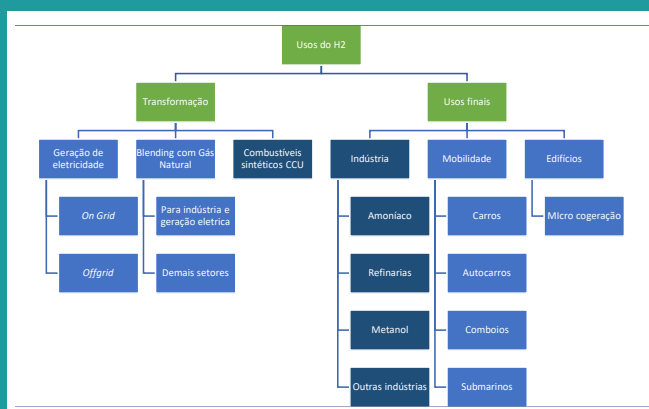 Usos do H2
Transformação
Usos finais
Geração de
eletricidade
Blending com Gás
Natural
Combustíveis
sintéticos CCU
Indústria
Mobilidade
Edifícios
On Grid
Para indústria e
geração eletrica
Amoníaco
Carros
MIcro cogeração
Offgrid
Demais setores
Refinarias
Autocarros
Metanol
Comboios
Outras indústrias
Submarinos